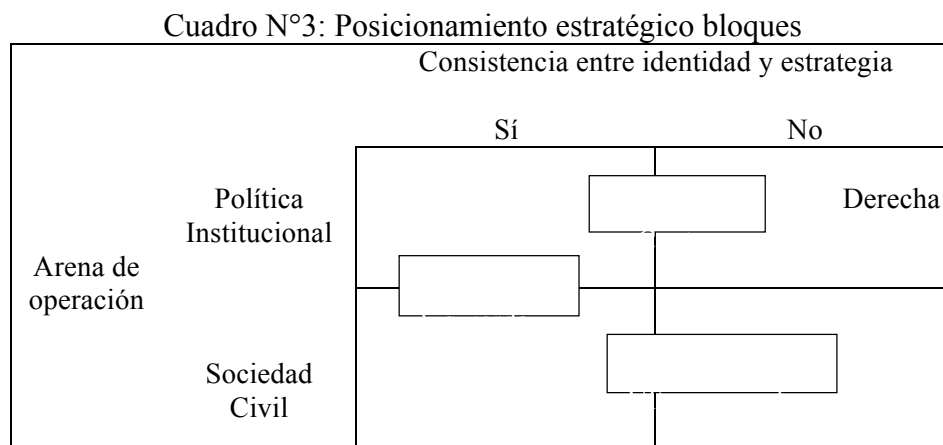 Cuadro N°3: Posicionamiento estratégico bloques
Consistencia entre identidad y estrategia
Sí
No
Política
Institucional
Derecha
Arena de
operación
Sociedad
Civil